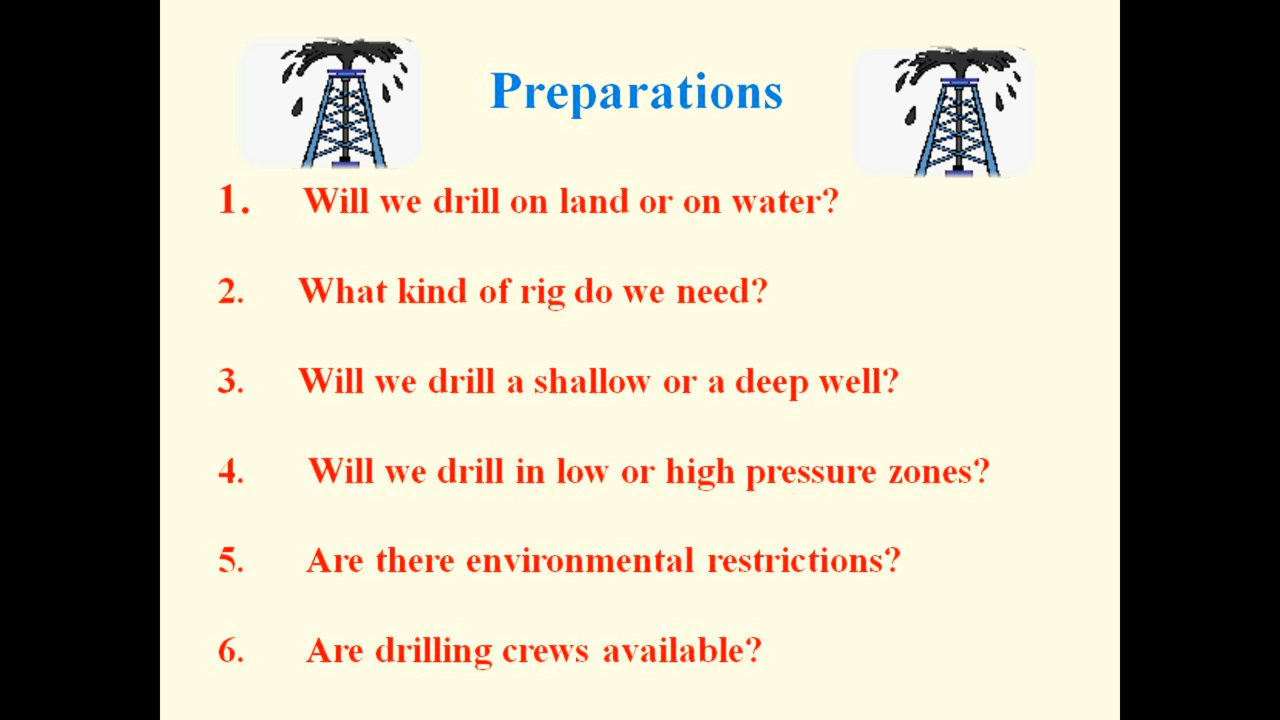 Preparations
1. Will we drill on land or on water?
2. What kind of rig do we need?
3. Will we drill a shallow or a deep well?
4. Will we drill in low or high pressure zones?
5. Are there environmental restrictions?
6. Are drilling crews available?